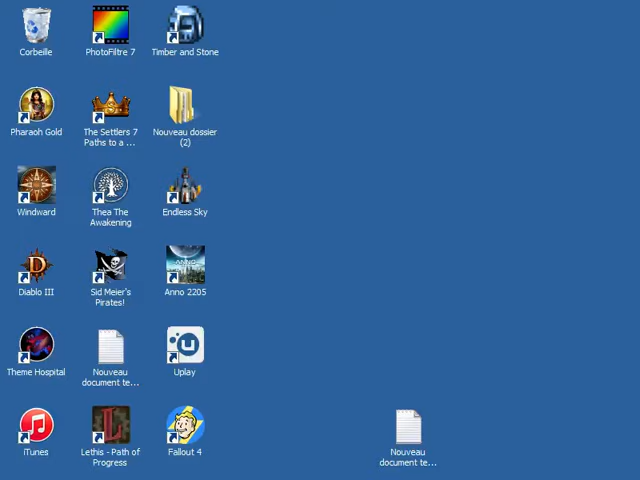 Corbeille
PhotoFiltre 7
Timber and Stone
Pharaoh Gold
The Settlers 7
Paths to a ...
Nouveau dossier
(2)
Windward
Thea The
Awakening
Endless Sky
Diablo III
Sid Meier's
Pirates!
ANNO
Anno 2205
Theme Hospital
Nouveau
document te...
Uplay
iTunes
Lethis - Path of
Progress
Fallout 4
Nouveau
document te...